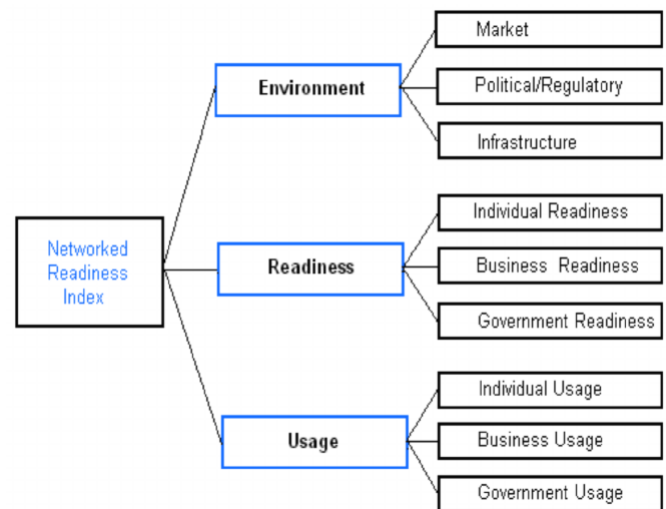 Networked
Readiness
Index
Environment
Market
Political/Regulatory
Infrastructure
Readiness
Individual Readiness
Business Readiness
Government Readiness
Usage
Individual Usage
Business Usage
Government Usage